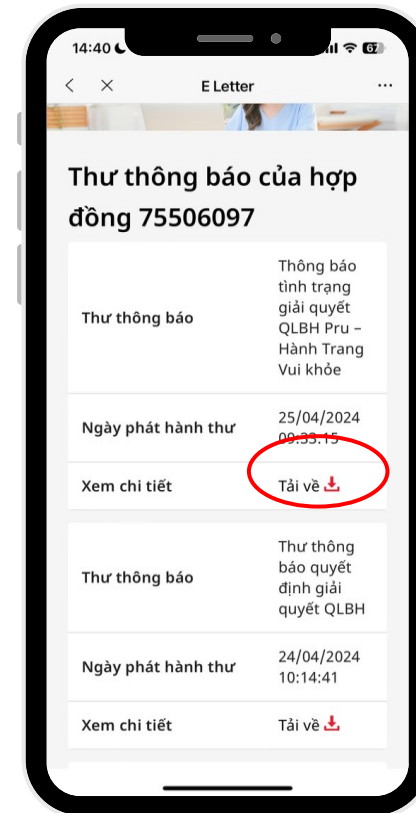 14:40
67
E Letter
Thư thông báo của hợp
đồng 75506097
Thư thông báo
Thông báo
tình trạng
giải quyết
QLBH Pru –
Hành Trang
Vui khỏe
Ngày phát hành thư
25/04/2024
09:33:15
Xem chi tiết
Tải về
Thư thông báo
Thư thông
báo quyết
định giải
quyết QLBH
Ngày phát hành thư
24/04/2024
10:14:41
Xem chi tiết
Tải về